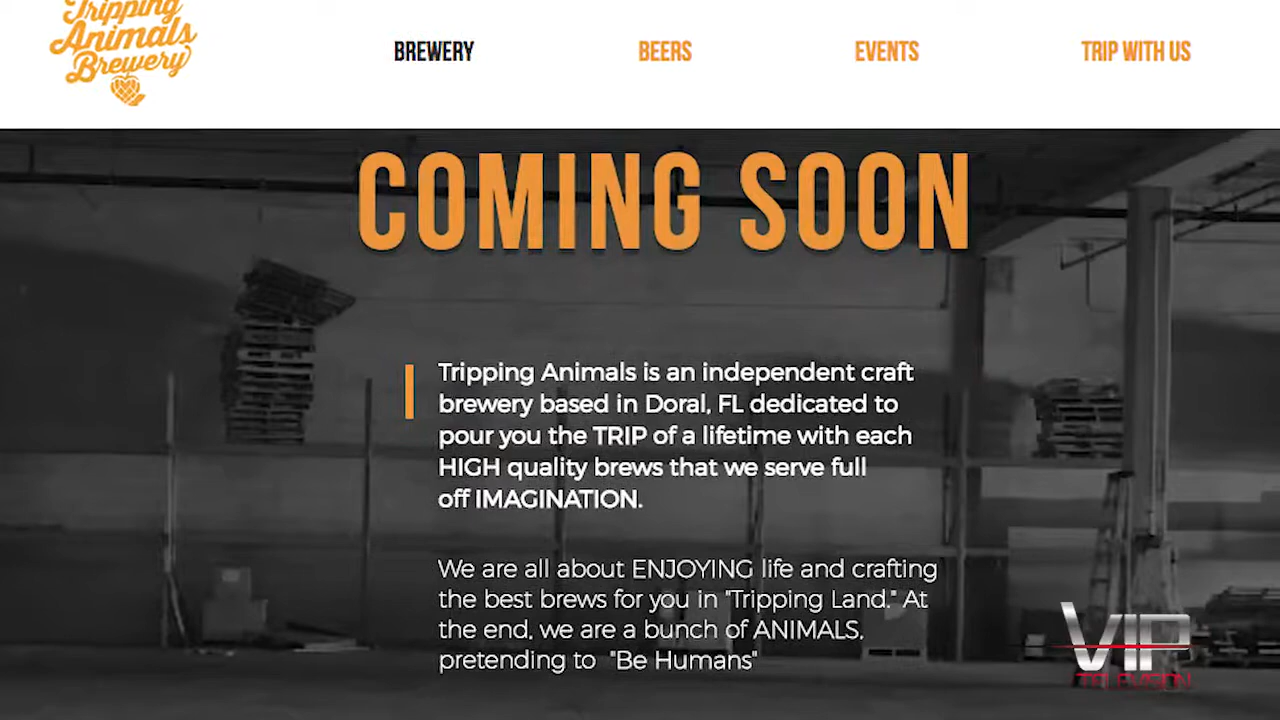 Tripping
Animals
Brewery
BREWERY
BEERS
EVENTS
TRIP WITH US
COMING SOON
Tripping Animals is an independent craft
brewery based in Doral, FL dedicated to
pour you the TRIP of a lifetime with each
HIGH quality brews that we serve full
off IMAGINATION.
We are all about ENJOYING life and crafting
the best brews for you in "Tripping Land." At
the end, we are a bunch of ANIMALS,
pretending to "Be Humans"
VIP
TELEVISION